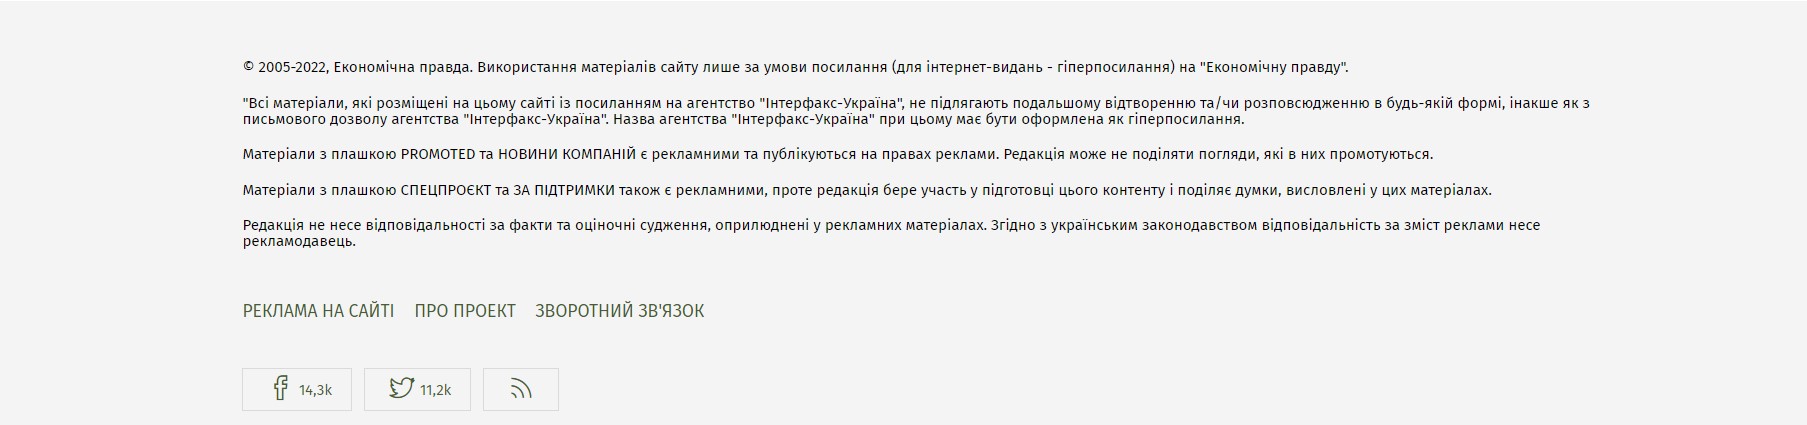 © 2005-2022, Економічна правда. Використання матеріалів сайту лише за умови посилання (для інтернет-видань - гіперпосилання) на "Економічну правду".
"Всі матеріали, які розміщені на цьому сайті із посиланням на агентство "Інтерфакс-Україна", не підлягають подальшому відтворенню та/чи розповсюдженню в будь-якій формі, інакше як з
письмового дозволу агентства "Інтерфакс-Україна". Назва агентства "Інтерфакс-Україна" при цьому має бути оформлена як гіперпосилання.
Матеріали з плашкою PROMOTED та НОВИНИ КОМПАНІЙ є рекламними та публікуються на правах реклами. Редакція може не поділяти погляди, які в них промотуються.
Матеріали з плашкою СПЕЦПРОЄКТ та ЗА ПІДТРИМКИ також є рекламними, проте редакція бере участь у підготовці цього контенту і поділяє думки, висловлені у цих матеріалах.
Редакція не несе відповідальності за факти та оціночні судження, оприлюднені у рекламних матеріалах. Згідно з українським законодавством відповідальність за зміст реклами несе
рекламодавець.
РЕКЛАМА НА САЙТІ ПРО ПРОЕКТ ЗВОРОТНИЙ ЗВ'ЯЗОК
14,3k 11,2k